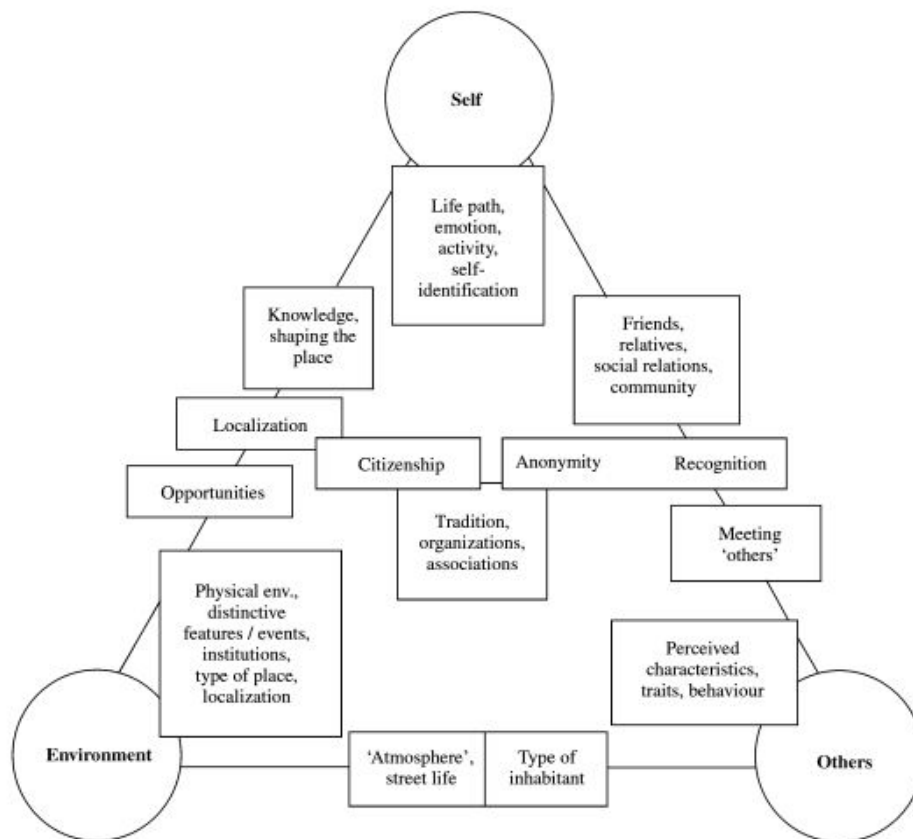 Self
Life path,
emotion,
activity,
self-
identification
Knowledge,
shaping the
place
Friends,
relatives,
social relations,
community
Localization
Citizenship
Anonymity
Recognition
Opportunities
Tradition,
organizations,
associations
Meeting
‘others’
Physical env.,
distinctive
features / events,
institutions,
type of place,
localization
Perceived
characteristics,
traits, behaviour
Environment
‘Atmosphere’,
street life
Type of
inhabitant
Others